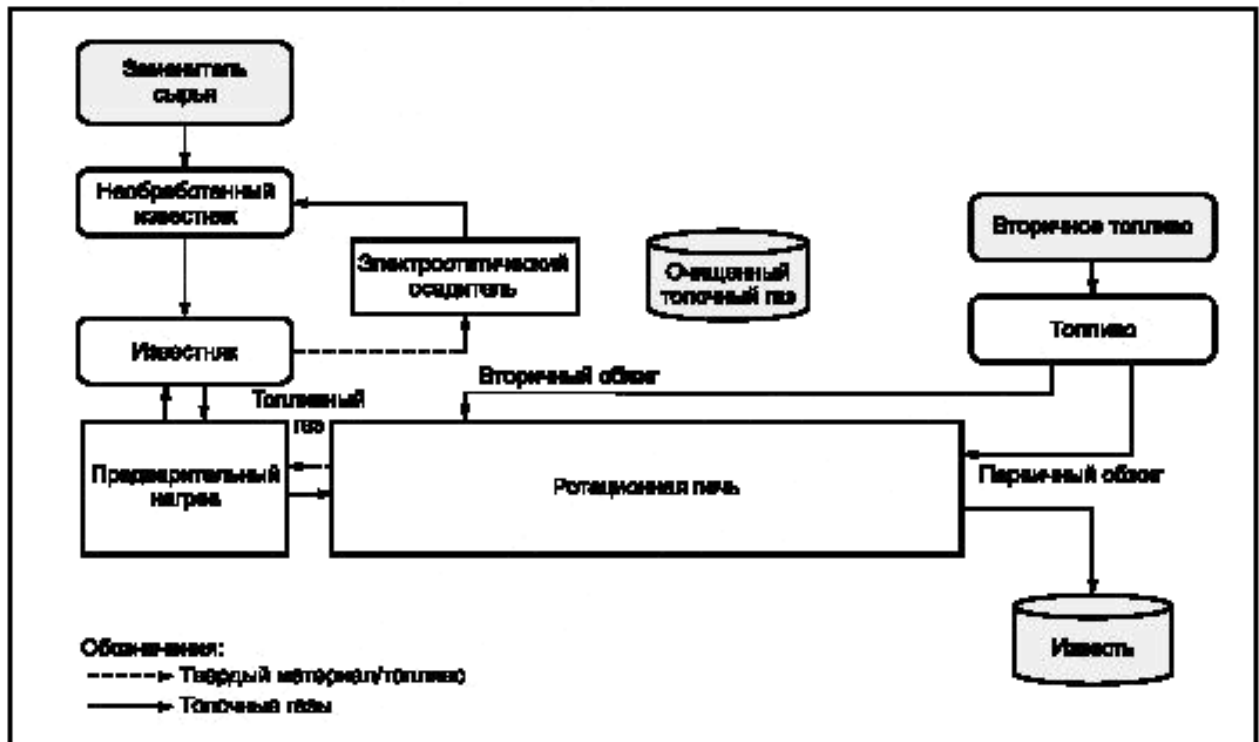 Заменитель
сырья
Необработанный
известняк
Электростатический
осадитель
Очищенный
топочный газ
Вторичное топливо
Топливо
Известняк
Вторичный обжиг
Топливный
газ
Предварительный
нагрев
Ротационная печь
Первичный обжиг
Известь
Обозначения:
Твердый материал/топливо
Топочные газы